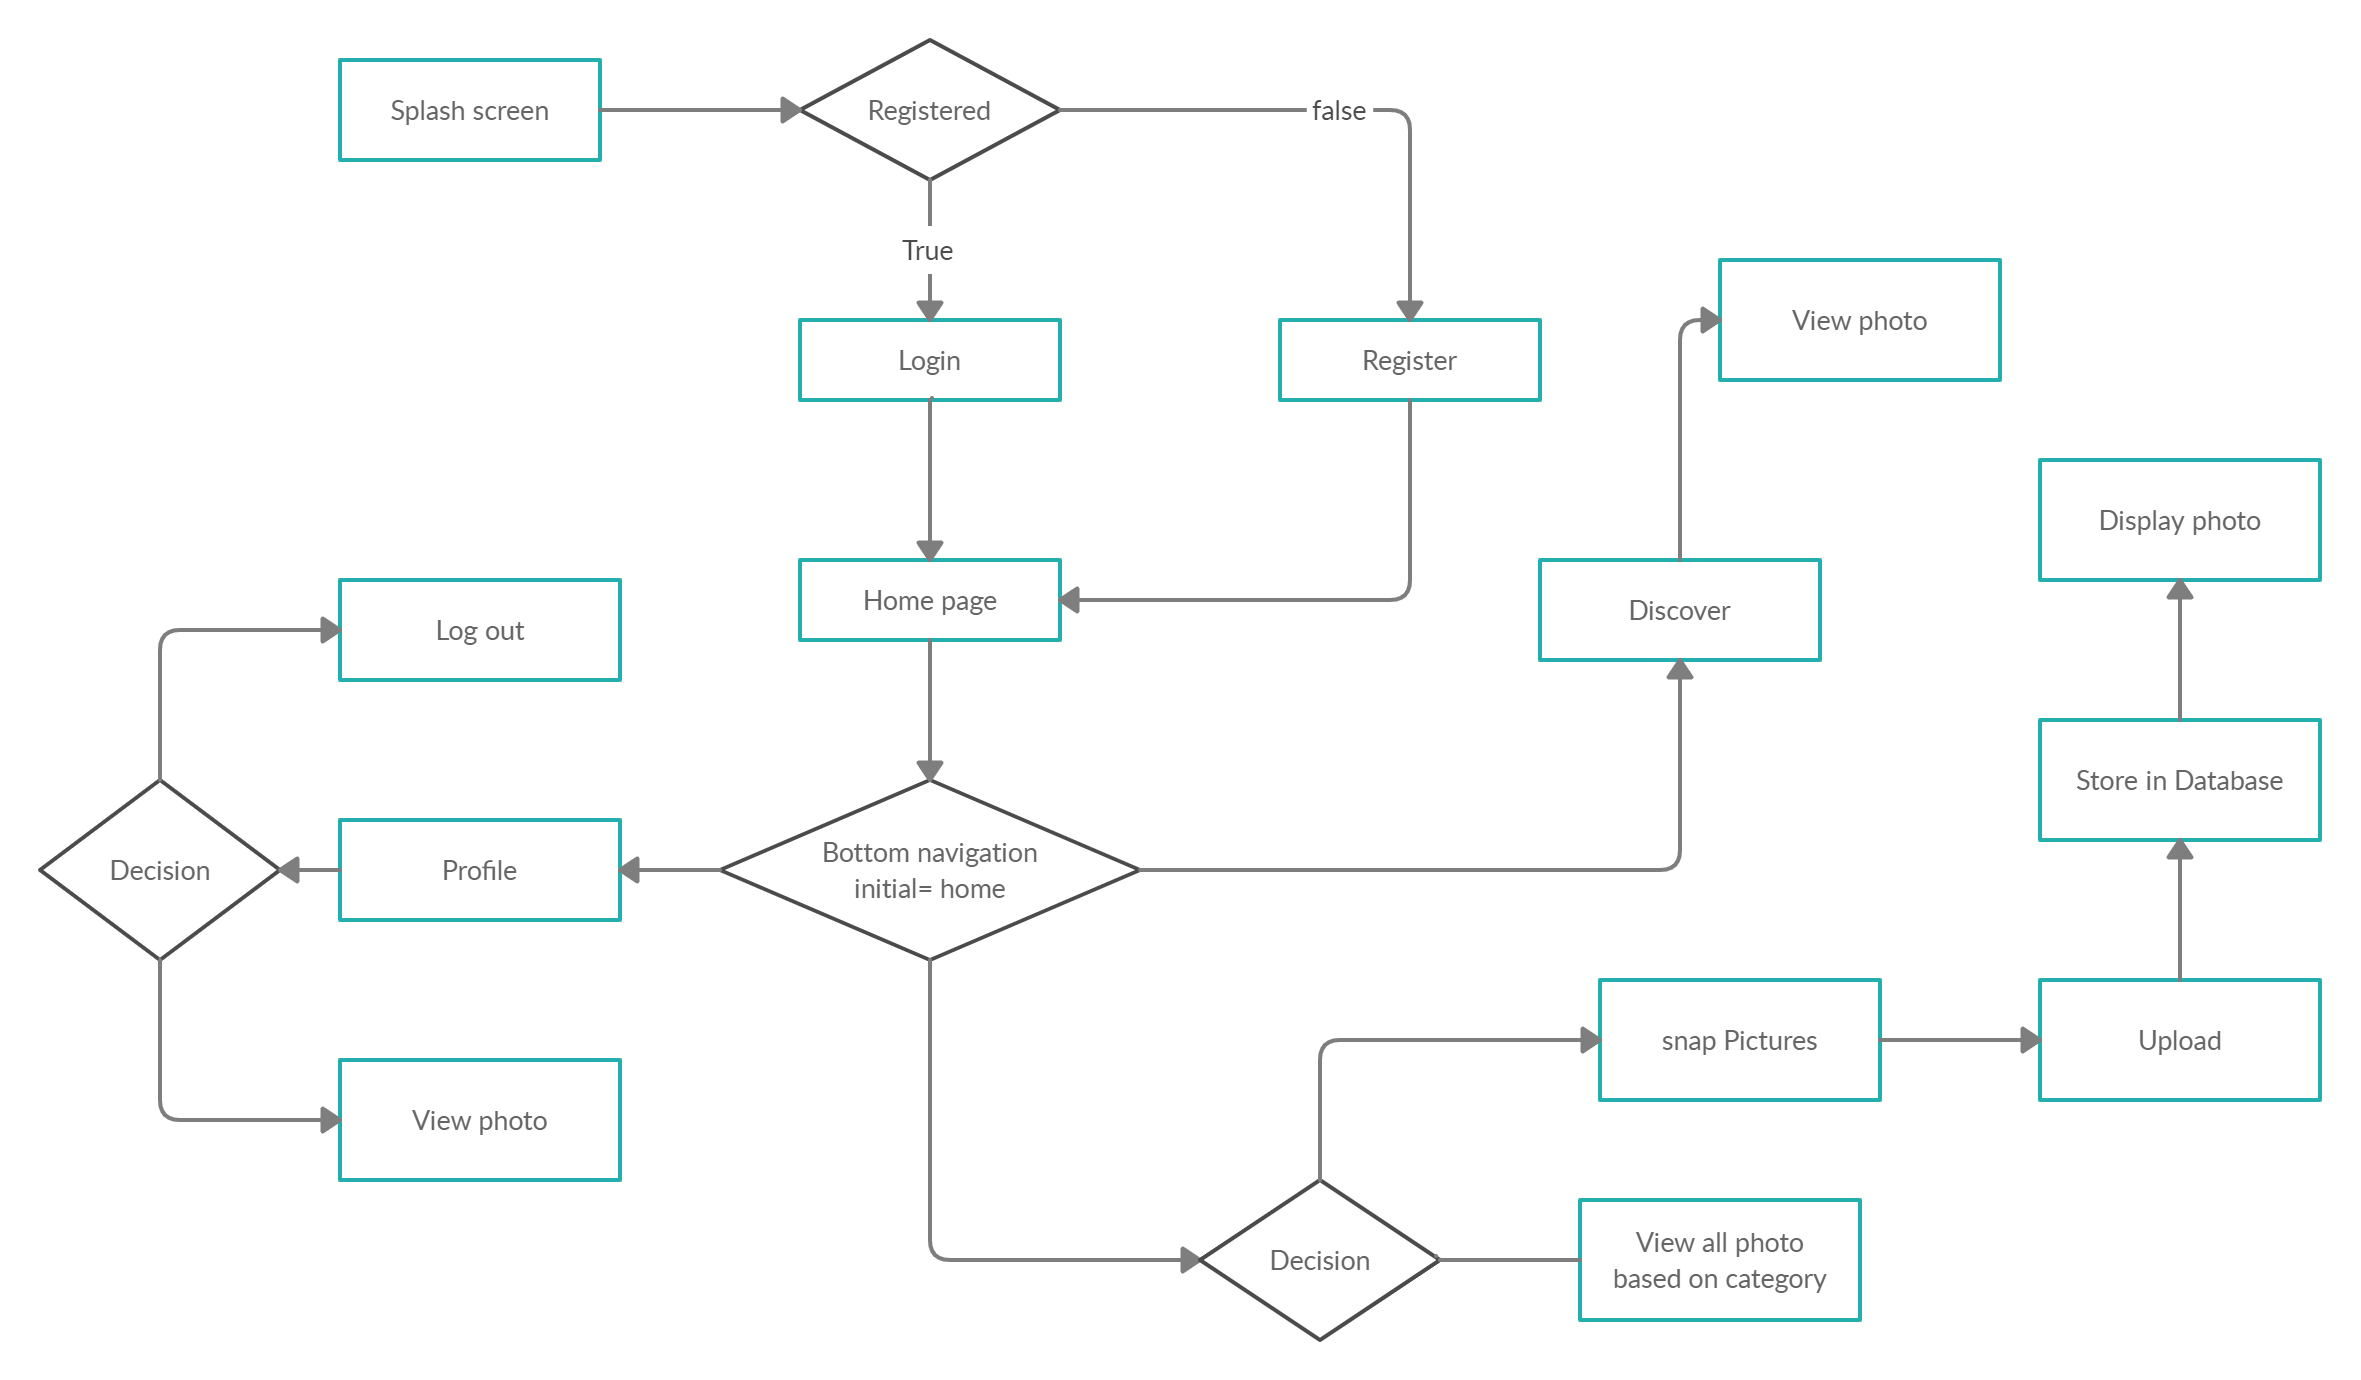 Splash screen
Registered
false
True
Login
Register
View photo
Display photo
Home page
Discover
Log out
Store in Database
Decision
Profile
Bottom navigation
initial= home
snap Pictures
Upload
View photo
Decision
View all photo
based on category